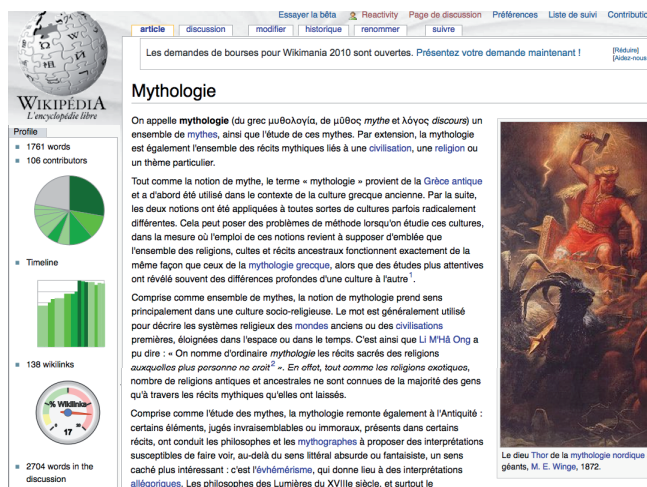 Essayer la bêta Reactivity Page de discussion Préférences Liste de suivi Contributio
article discussion modifier historique renommer suivre
Les demandes de bourses pour Wikimania 2010 sont ouvertes. Présentez votre demande maintenant !
[Réduire]
[Aidez-nous
WIKIPÉDIA
L'encyclopédie libre
Profile
1761 words
106 contributors
Timeline
138 wikilinks
% Wikilinks
17
2704 words in the
discussion
Mythologie
On appelle mythologie (du grec μυθολογία, de μῦθος mythe et λόγος discours) un
ensemble de mythes, ainsi que l'étude de ces mythes. Par extension, la mythologie
est également l'ensemble des récits mythiques liés à une civilisation, une religion ou
un thème particulier.
Tout comme la notion de mythe, le terme « mythologie » provient de la Grèce antique
et a d'abord été utilisé dans le contexte de la culture grecque ancienne. Par la suite,
les deux notions ont été appliquées à toutes sortes de cultures parfois radicalement
différentes. Cela peut poser des problèmes de méthode lorsqu'on étudie ces cultures,
dans la mesure où l'emploi de ces notions revient à supposer d'emblée que
l'ensemble des religions, cultes et récits ancestraux fonctionnent exactement de la
même façon que ceux de la mythologie grecque, alors que des études plus attentives
ont révélé souvent des différences profondes d'une culture à l'autre 1.
Comprise comme ensemble de mythes, la notion de mythologie prend sens
principalement dans une culture socio-religieuse. Le mot est généralement utilisé
pour décrire les systèmes religieux des mondes anciens ou des civilisations
premières, éloignées dans l'espace ou dans le temps. C'est ainsi que Li M'Hâ Ong a
pu dire : « On nomme d'ordinaire mythologie les récits sacrés des religions
auxquelles plus personne ne croit 2 ». En effet, tout comme les religions exotiques,
nombre de religions antiques et ancestrales ne sont connues de la majorité des gens
qu'à travers les récits mythiques qu'elles ont laissés.
Comprise comme l'étude des mythes, la mythologie remonte également à l'Antiquité :
certains éléments, jugés invraisemblables ou immoraux, présents dans certains
récits, ont conduit les philosophes et les mythographes à proposer des interprétations
susceptibles de faire voir, au-delà du sens littéral absurde ou fantaisiste, un sens
caché plus intéressant : c'est l'évhémérisme, qui donne lieu à des interprétations
allégoriques. Les philosophes des Lumières du XVIIIe siècle, et surtout le
Le dieu Thor de la mythologie nordique
géants, M. E. Winge, 1872.